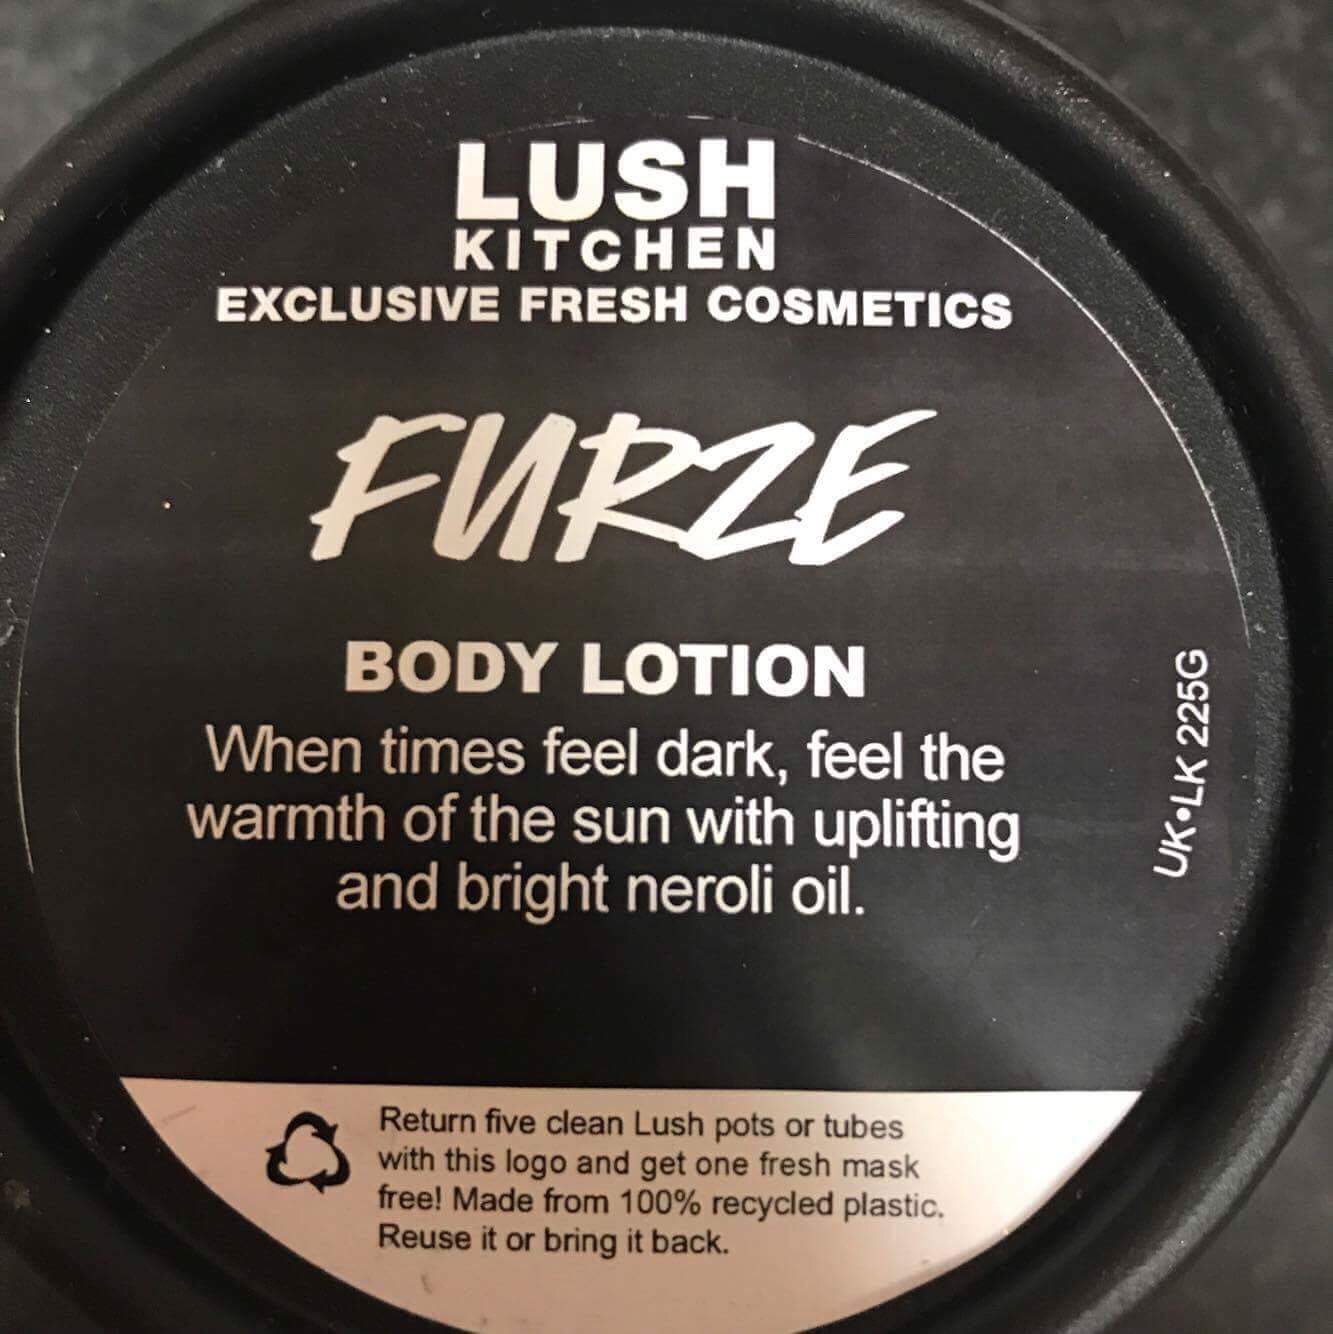 LUSH
KITCHEN
EXCLUSIVE FRESH COSMETICS
FURZE
BODY LOTION
When times feel dark, feel the
warmth of the sun with uplifting
and bright neroli oil.
UK•LK 225G
Return five clean Lush pots or tubes
with this logo and get one fresh mask
free! Made from 100% recycled plastic.
Reuse it or bring it back.